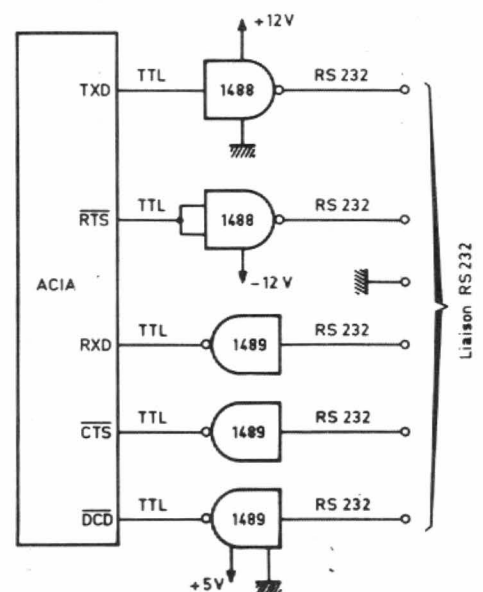 +12V
TXD TTL 1488 RS 232
RTS TTL 1488 RS 232
-12V
ACIA
Liaison RS 232
RXD TTL 1489 RS 232
CTS TTL 1489 RS 232
DCD TTL 1489 RS 232
+5V